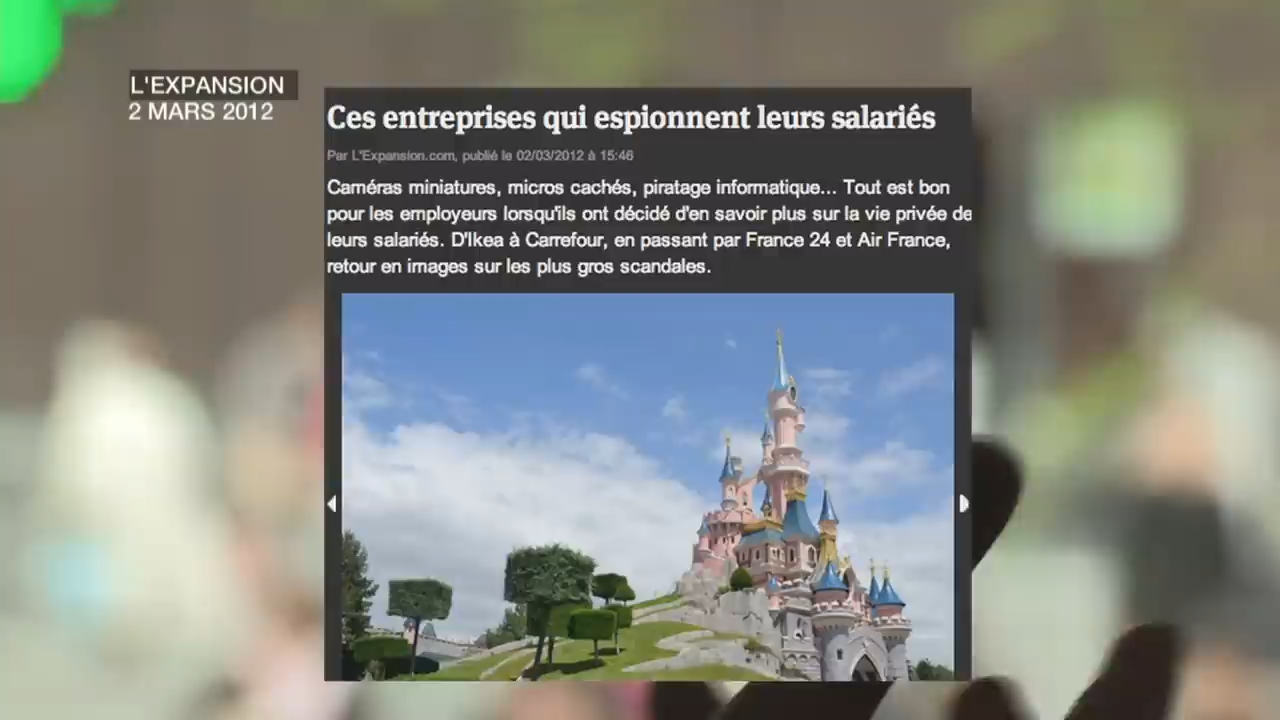 L'EXPANSION
2 MARS 2012
Ces entreprises qui espionnent leurs salariés
Par L'Expansion.com, publié le 02/03/2012 à 15:46
Caméras miniatures, micros cachés, piratage informatique... Tout est bon
pour les employeurs lorsqu'ils ont décidé d'en savoir plus sur la vie privée de
leurs salariés. D'Ikea à Carrefour, en passant par France 24 et Air France,
retour en images sur les plus gros scandales.